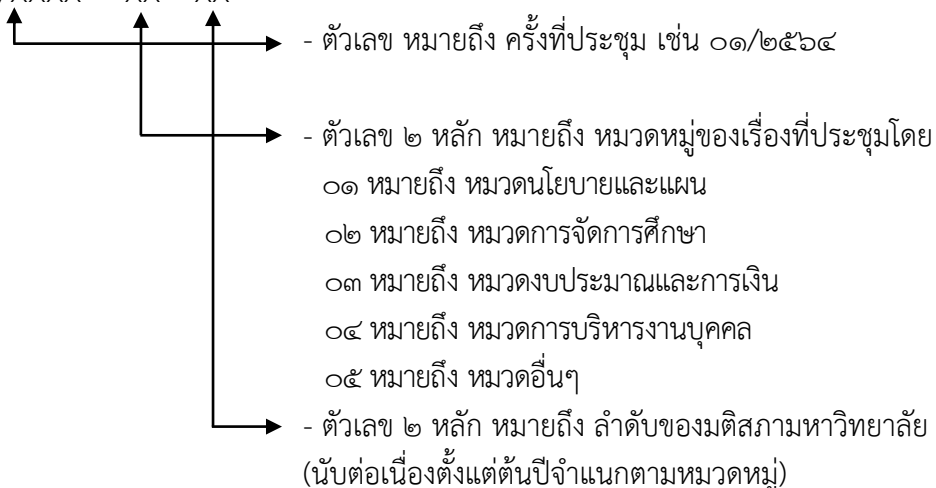 - ตัวเลข หมายถึง ครั้งที่ประชุม เช่น ๐๑/๒๕๖๔
- ตัวเลข ๒ หลัก หมายถึง หมวดหมู่ของเรื่องที่ประชุมโดย
๐๑ หมายถึง หมวดนโยบายและแผน
๐๒ หมายถึง หมวดการจัดการศึกษา
๐๓ หมายถึง หมวดงบประมาณและการเงิน
๐๔ หมายถึง หมวดการบริหารงานบุคคล
๐๕ หมายถึง หมวดอื่นๆ
- ตัวเลข ๒ หลัก หมายถึง ลำดับของมติสภามหาวิทยาลัย
(นับต่อเนื่องตั้งแต่ต้นปีจำแนกตามหมวดหมู่)